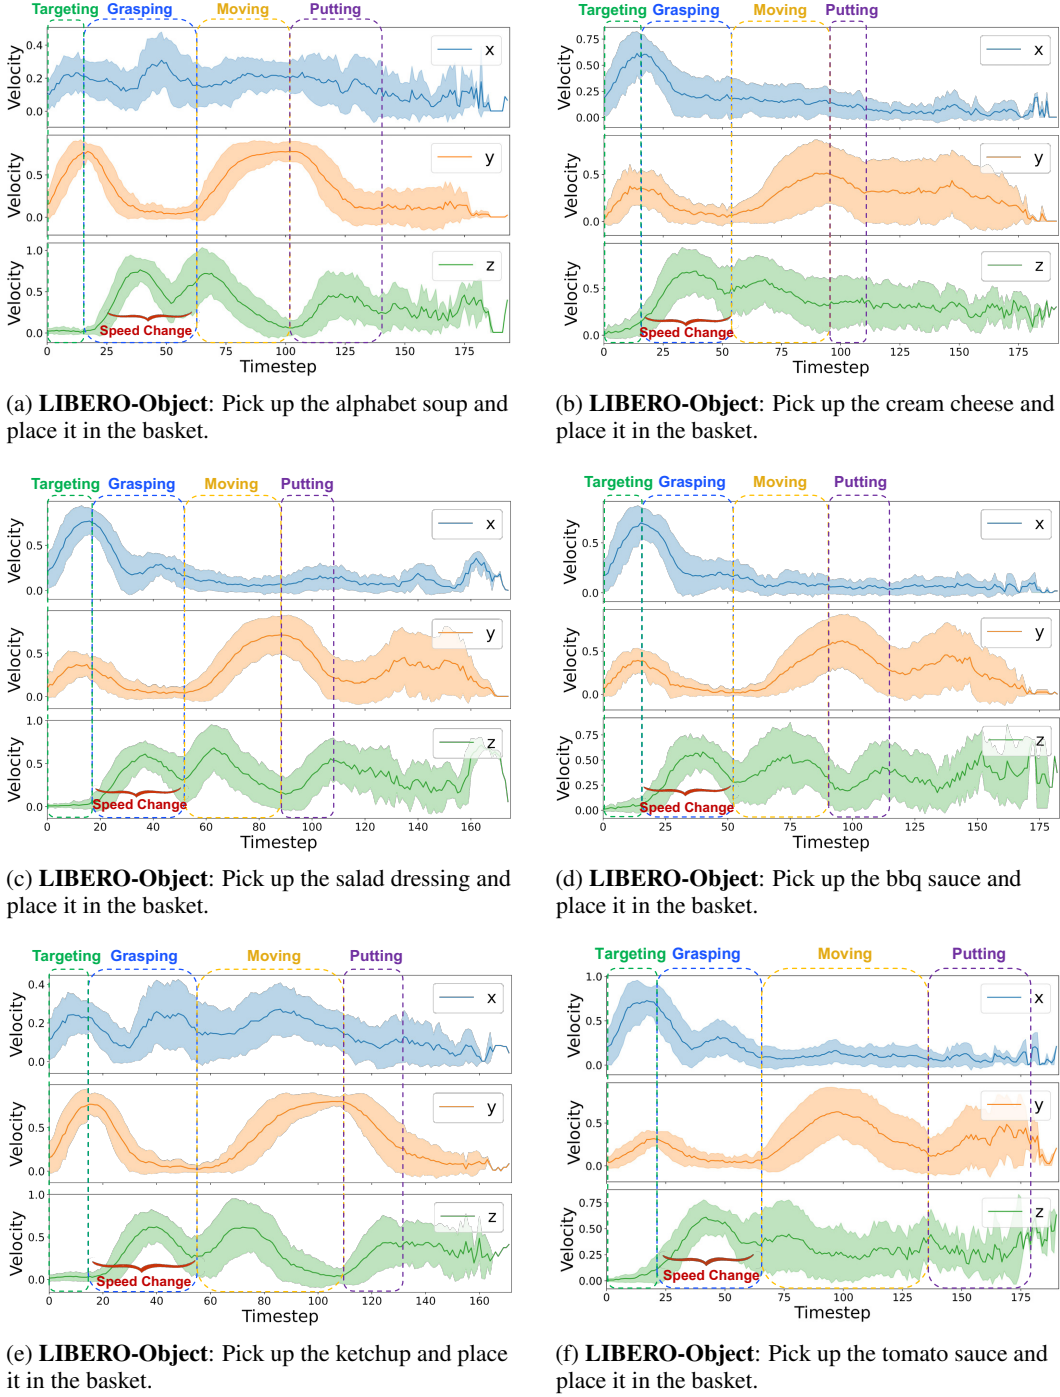 Targeting Grasping Moving Putting
0.4
0.2
0.0
Velocity
x
0.5
0.0
Velocity
y
1.0
0.5
0.0
Velocity
z
Speed Change
0 25 50 75 100 125 150 175
Timestep
(a) LIBERO-Object: Pick up the alphabet soup and
place it in the basket.
Targeting Grasping Moving Putting
0.75
0.50
0.25
0.00
Velocity
x
0.5
0.0
Velocity
y
0.5
0.0
Velocity
z
Speed Change
0 25 50 75 100 125 150 175
Timestep
(b) LIBERO-Object: Pick up the cream cheese and
place it in the basket.
Targeting Grasping Moving Putting
0.5
0.0
Velocity
x
0.5
0.0
Velocity
y
1.0
0.5
0.0
Velocity
z
Speed Change
0 20 40 60 80 100 120 140 160
Timestep
(c) LIBERO-Object: Pick up the salad dressing and
place it in the basket.
Targeting Grasping Moving Putting
0.5
0.0
Velocity
x
0.5
0.0
Velocity
y
0.75
0.50
0.25
0.00
Velocity
z
Speed Change
0 25 50 75 100 125 150 175
Timestep
(d) LIBERO-Object: Pick up the bbq sauce and
place it in the basket.
Targeting Grasping Moving Putting
0.4
0.2
0.0
Velocity
x
0.5
0.0
Velocity
y
1.0
0.5
0.0
Velocity
z
Speed Change
0 20 40 60 80 100 120 140 160
Timestep
(e) LIBERO-Object: Pick up the ketchup and place
it in the basket.
Targeting Grasping Moving Putting
1.0
0.5
0.0
Velocity
x
0.5
0.0
Velocity
y
0.75
0.50
0.25
0.00
Velocity
z
Speed Change
0 25 50 75 100 125 150 175
Timestep
(f) LIBERO-Object: Pick up the tomato sauce and
place it in the basket.